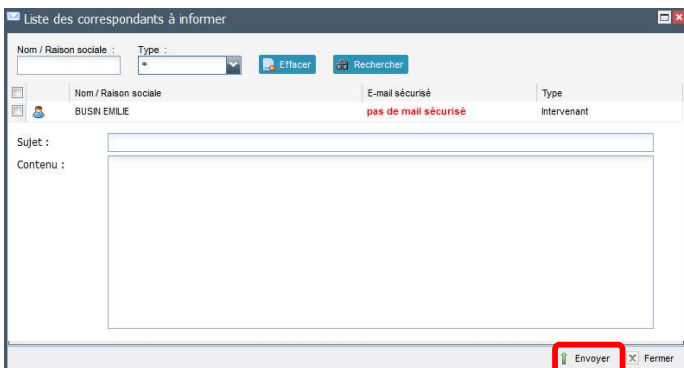 Liste des correspondants à informer
Nom / Raison sociale : Type :
* Effacer Rechercher
Nom / Raison sociale E-mail sécurisé Type
BUSIN EMILIE pas de mail sécurisé Intervenant
Sujet :
Contenu :
Envoyer Fermer